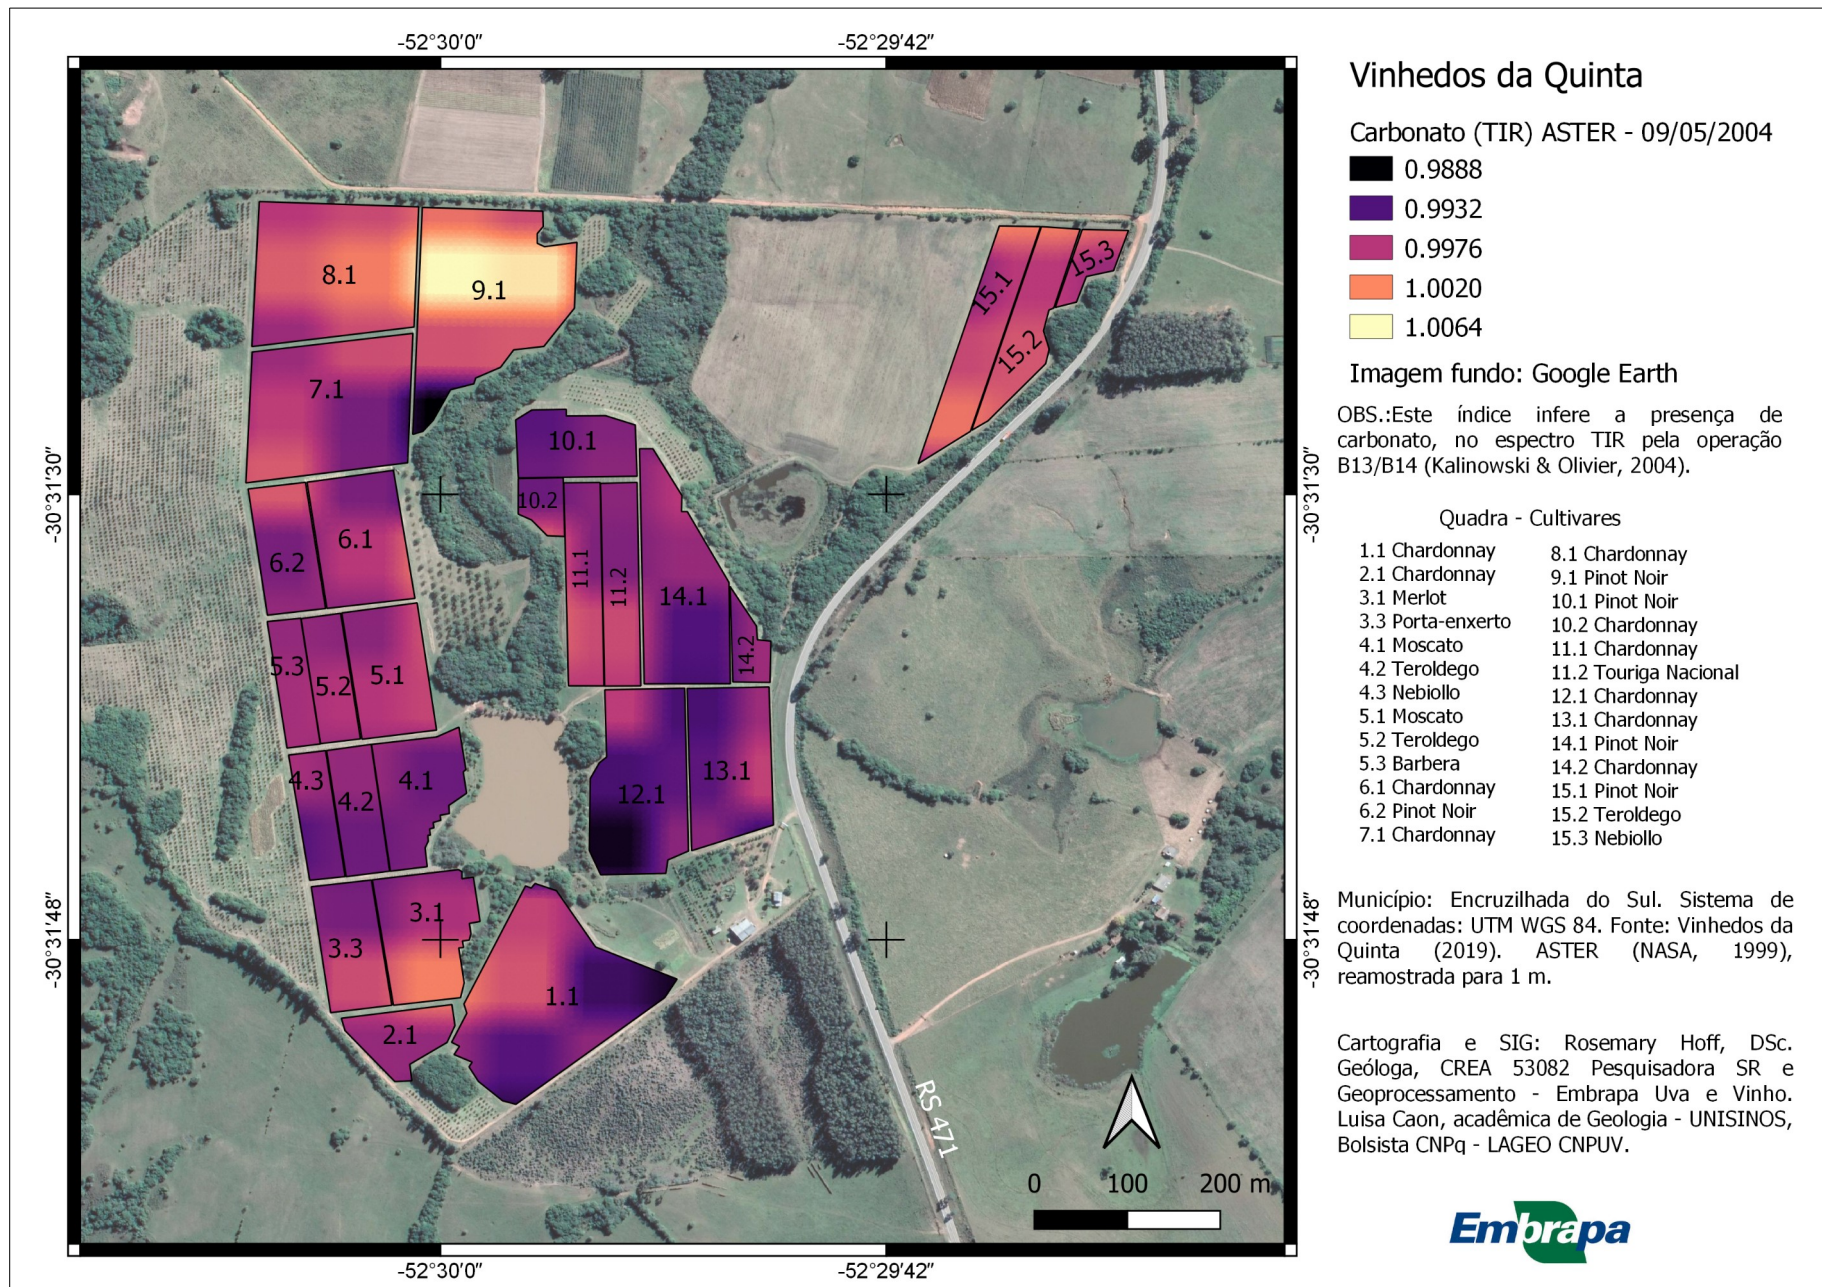 -52°30′0″
-52°29′42″
-30°31′30″
-30°31′48″
-30°31′30″
-30°31′48″
-52°30′0″
-52°29′42″
8.1
9.1
7.1
15.1
15.2
15.3
10.1
10.2
11.1
11.2
14.1
14.2
6.2
6.1
5.3
5.2
5.1
4.3
4.2
4.1
12.1
13.1
3.3
3.1
2.1
1.1
RS 471
0 100 200 m
Vinhedos da Quinta
Carbonato (TIR) ASTER - 09/05/2004
0.9888
0.9932
0.9976
1.0020
1.0064
Imagem fundo: Google Earth
OBS.:Este índice infere a presença de
carbonato, no espectro TIR pela operação
B13/B14 (Kalinowski & Olivier, 2004).
Quadra - Cultivares
1.1 Chardonnay
2.1 Chardonnay
3.1 Merlot
3.3 Porta-enxerto
4.1 Moscato
4.2 Teroldego
4.3 Nebiollo
5.1 Moscato
5.2 Teroldego
5.3 Barbera
6.1 Chardonnay
6.2 Pinot Noir
7.1 Chardonnay
8.1 Chardonnay
9.1 Pinot Noir
10.1 Pinot Noir
10.2 Chardonnay
11.1 Chardonnay
11.2 Touriga Nacional
12.1 Chardonnay
13.1 Chardonnay
14.1 Pinot Noir
14.2 Chardonnay
15.1 Pinot Noir
15.2 Teroldego
15.3 Nebiollo
Município: Encruzilhada do Sul. Sistema de
coordenadas: UTM WGS 84. Fonte: Vinhedos da
Quinta (2019). ASTER (NASA, 1999),
reamostrada para 1 m.
Cartografia e SIG: Rosemary Hoff, DSc.
Geóloga, CREA 53082 Pesquisadora SR e
Geoprocessamento - Embrapa Uva e Vinho.
Luisa Caon, acadêmica de Geologia - UNISINOS,
Bolsista CNPq - LAGEO CNPUV.
Embrapa